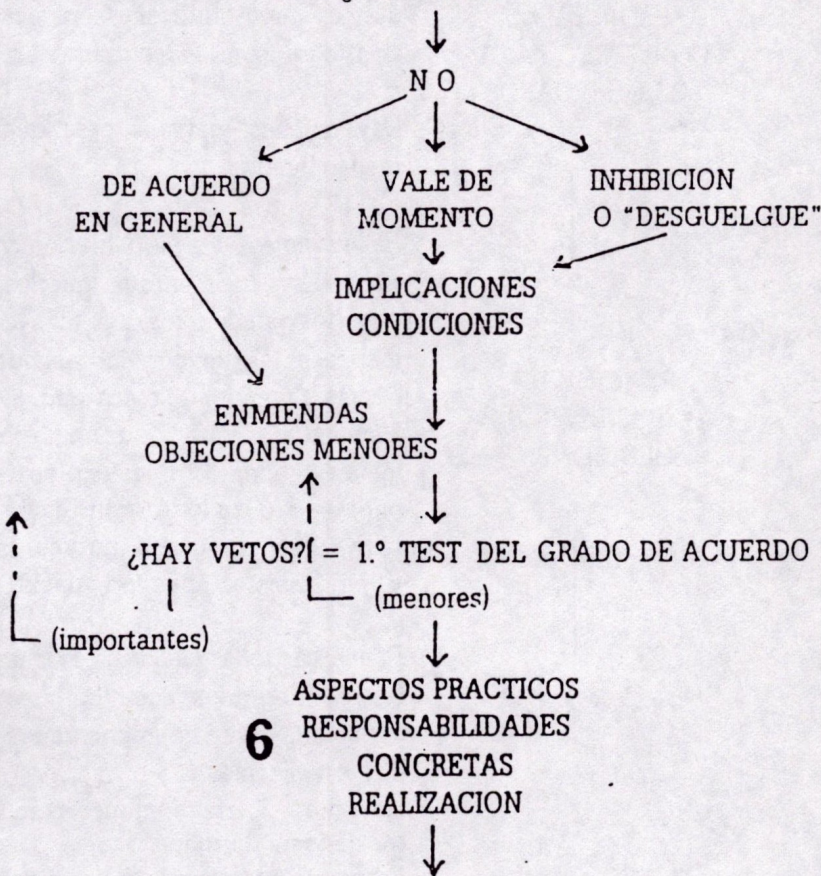 N O
DE ACUERDO
EN GENERAL
VALE DE
MOMENTO
INHIBICION
O "DESGUELGUE"
IMPLICACIONES
CONDICIONES
ENMIENDAS
OBJECIONES MENORES
¿HAY VETOS? = 1.º TEST DEL GRADO DE ACUERDO
(menores)
(importantes)
6
ASPECTOS PRACTICOS
RESPONSABILIDADES
CONCRETAS
REALIZACION